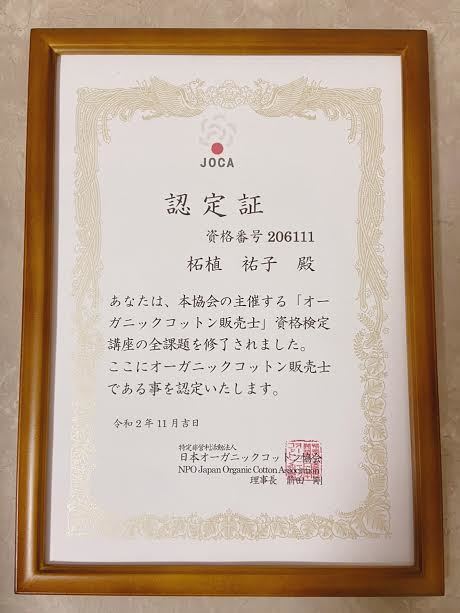 JOCA
認定証
資格番号 206111
柘植 祐子 殿
あなたは、本協会の主催する「オー
ガニックコットン販売士」資格検定
講座の全課題を修了されました。
ここにオーガニックコットン販売士
である事を認定いたします。
令和2年11月吉日
特定非営利活動法人
日本オーガニックコットン協会
NPO Japan Organic Cotton Association
理事長 前田 剛